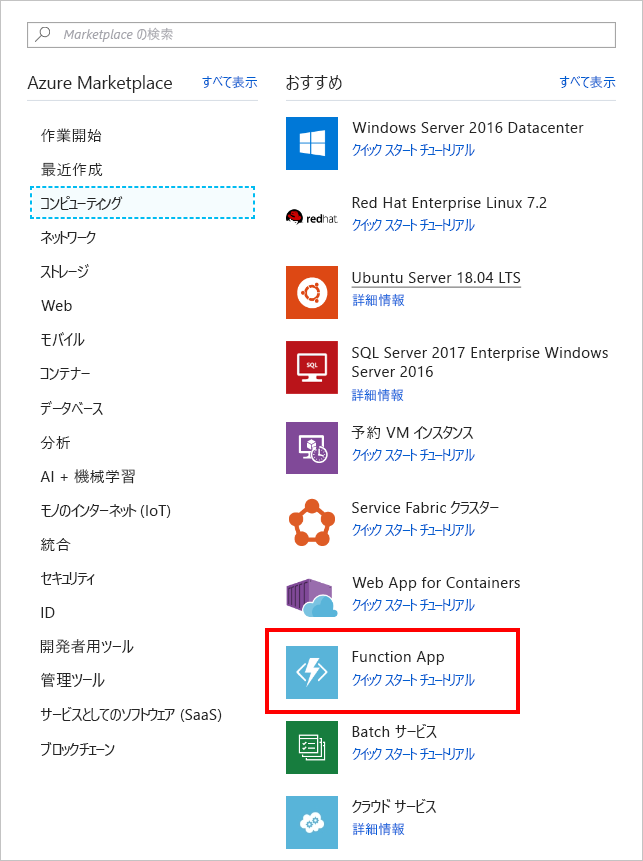 Marketplace の検索
Azure Marketplace
すべて表示
作業開始
最近作成
コンピューティング
ネットワーク
ストレージ
Web
モバイル
コンテナー
データベース
分析
AI + 機械学習
モノのインターネット (IoT)
統合
セキュリティ
ID
開発者用ツール
管理ツール
サービスとしてのソフトウェア (SaaS)
ブロックチェーン
おすすめ
すべて表示
Windows Server 2016 Datacenter
クイック スタート チュートリアル
redhat.
Red Hat Enterprise Linux 7.2
クイック スタート チュートリアル
Ubuntu Server 18.04 LTS
詳細情報
SQL
SQL Server 2017 Enterprise Windows
Server 2016
詳細情報
予約 VM インスタンス
クイック スタート チュートリアル
Service Fabric クラスター
クイック スタート チュートリアル
Web App for Containers
クイック スタート チュートリアル
Function App
クイック スタート チュートリアル
Batch サービス
クイック スタート チュートリアル
クラウド サービス
詳細情報